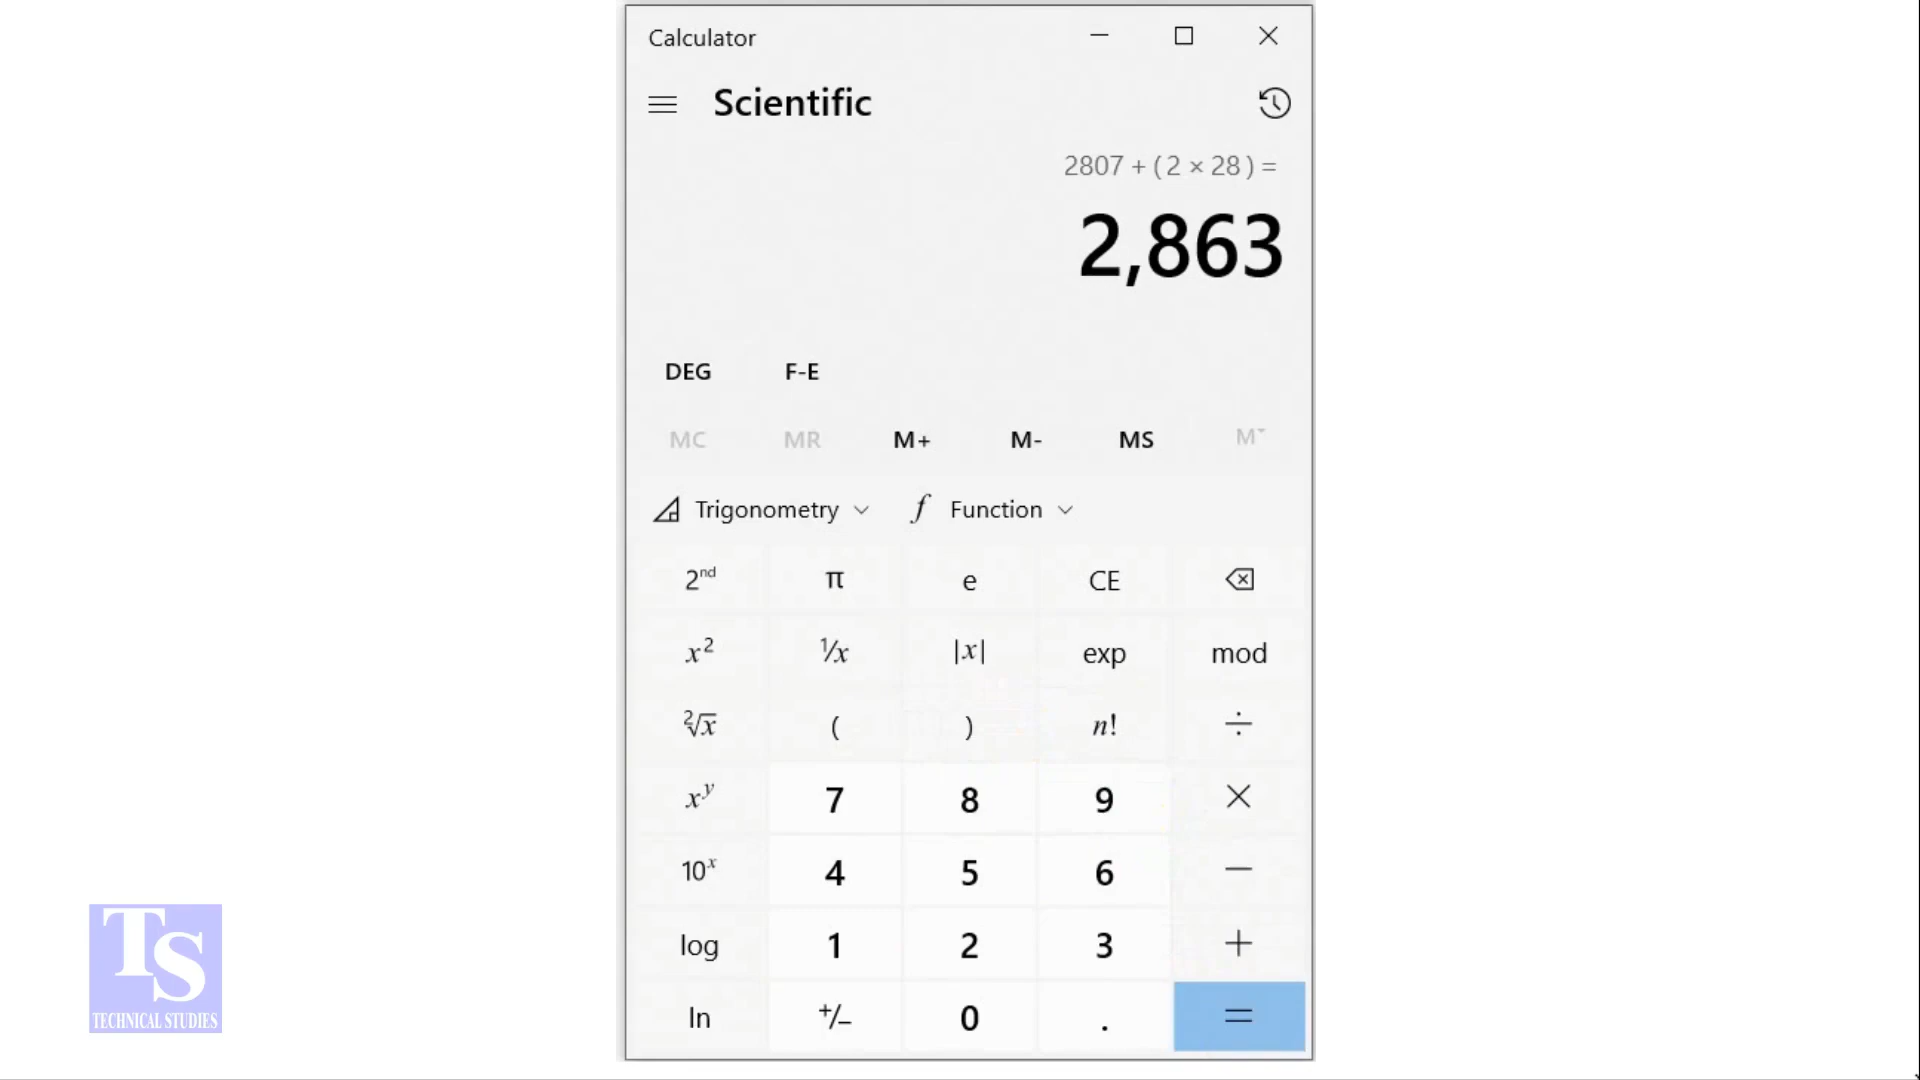 Calculator
Scientific
2807 + ( 2 × 28 ) =
2,863
DEG F-E
MC MR M+ M- MS M˅
Trigonometry f Function
2ⁿᵈ π e CE
x² ¹⁄x |x| exp mod
²√x ( ) n! ÷
xʸ 7 8 9 ×
10ˣ 4 5 6 −
log 1 2 3 +
ln +/− 0 . =
TS
TECHNICAL STUDIES